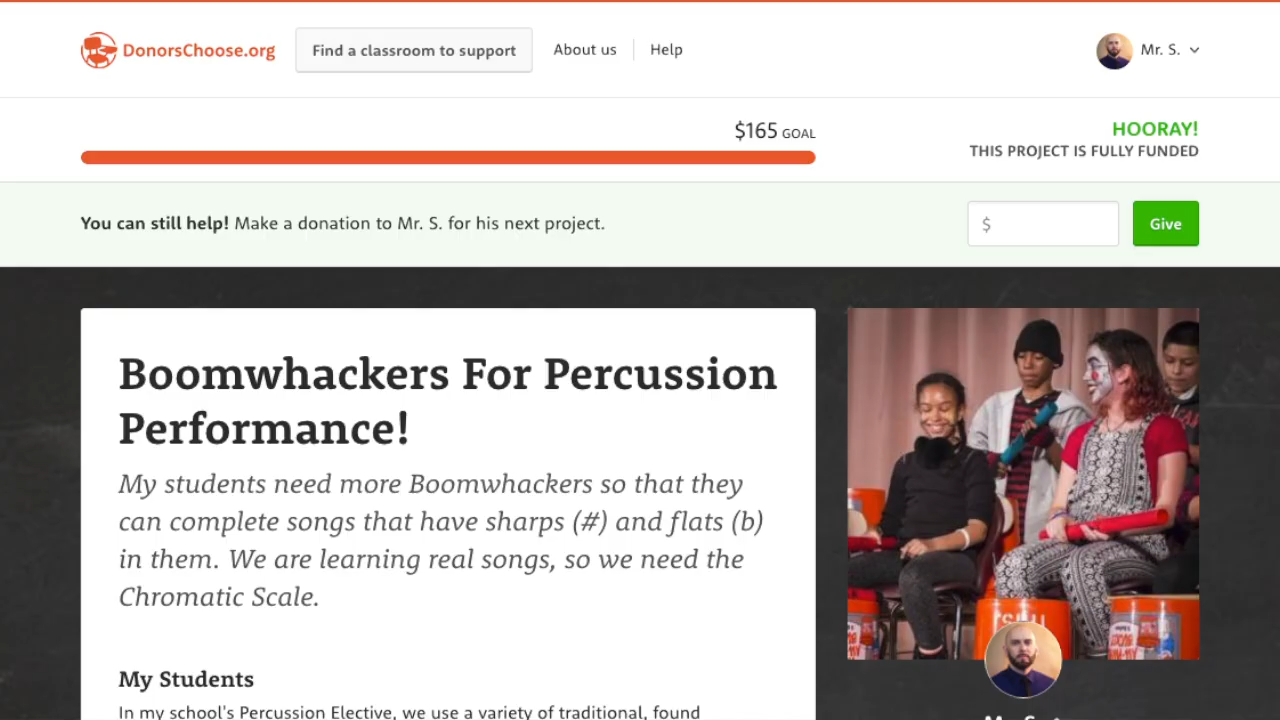 DonorsChoose.org
Find a classroom to support
About us
Help
Mr. S.
$165 GOAL
HOORAY!
THIS PROJECT IS FULLY FUNDED
You can still help! Make a donation to Mr. S. for his next project.
$
Give
Boomwhackers For Percussion
Performance!
My students need more Boomwhackers so that they
can complete songs that have sharps (#) and flats (b)
in them. We are learning real songs, so we need the
Chromatic Scale.
My Students
In my school's Percussion Elective, we use a variety of traditional, found